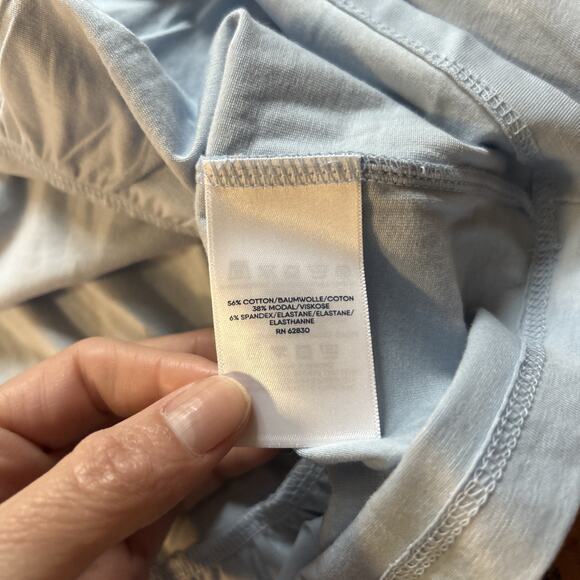 56% COTTON/BAUMWOLLE/COTON
38% MODAL/VISKOSE
6% SPANDEX/ELASTANE/ELASTANE/
ELASTHANNE
RN 62830